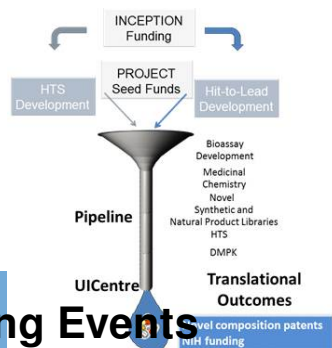 INCEPTION
Funding
PROJECT
Seed Funds
HTS
Development
Hit-to-Lead
Development
Bioassay
Development
Medicinal
Chemistry
Novel
Synthetic and
Natural Product Libraries
HTS
DMPK
Pipeline
UICentre
Translational
Outcomes
ng Events
ovel composition patents
NIH funding